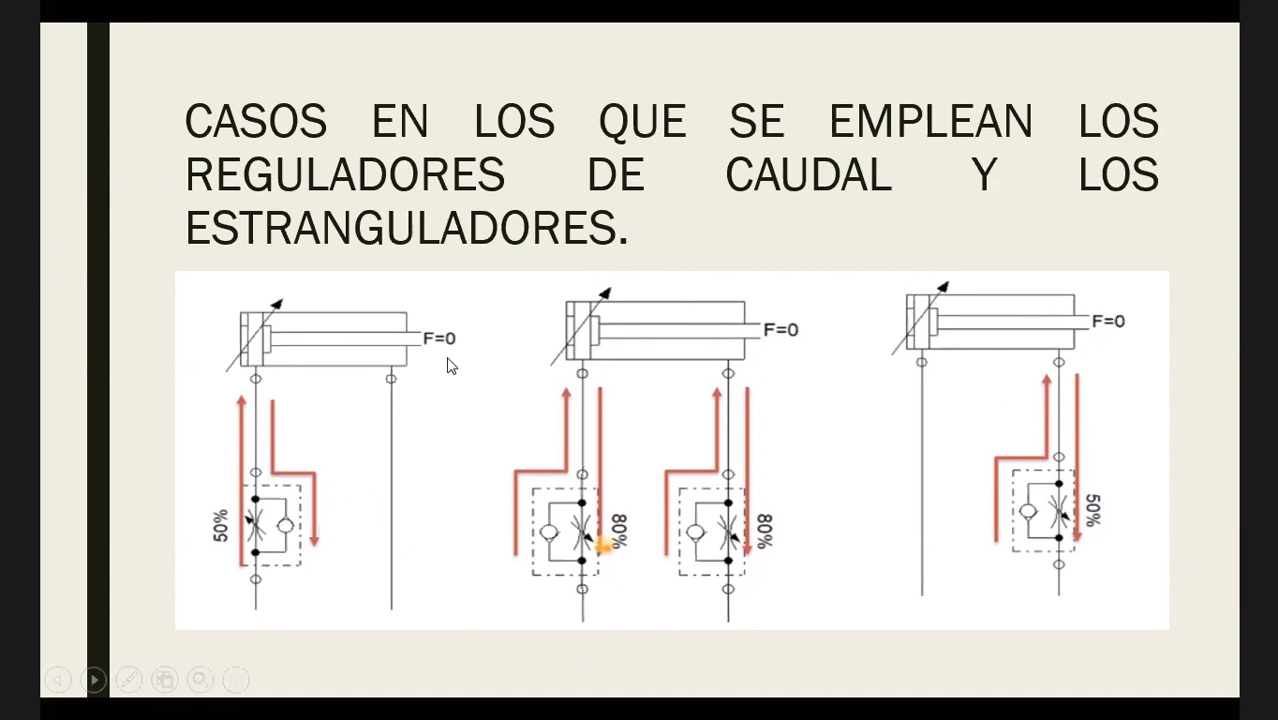 CASOS EN LOS QUE SE EMPLEAN LOS
REGULADORES DE CAUDAL Y LOS
ESTRANGULADORES.
F=0
F=0
F=0
50%
80%
80%
50%